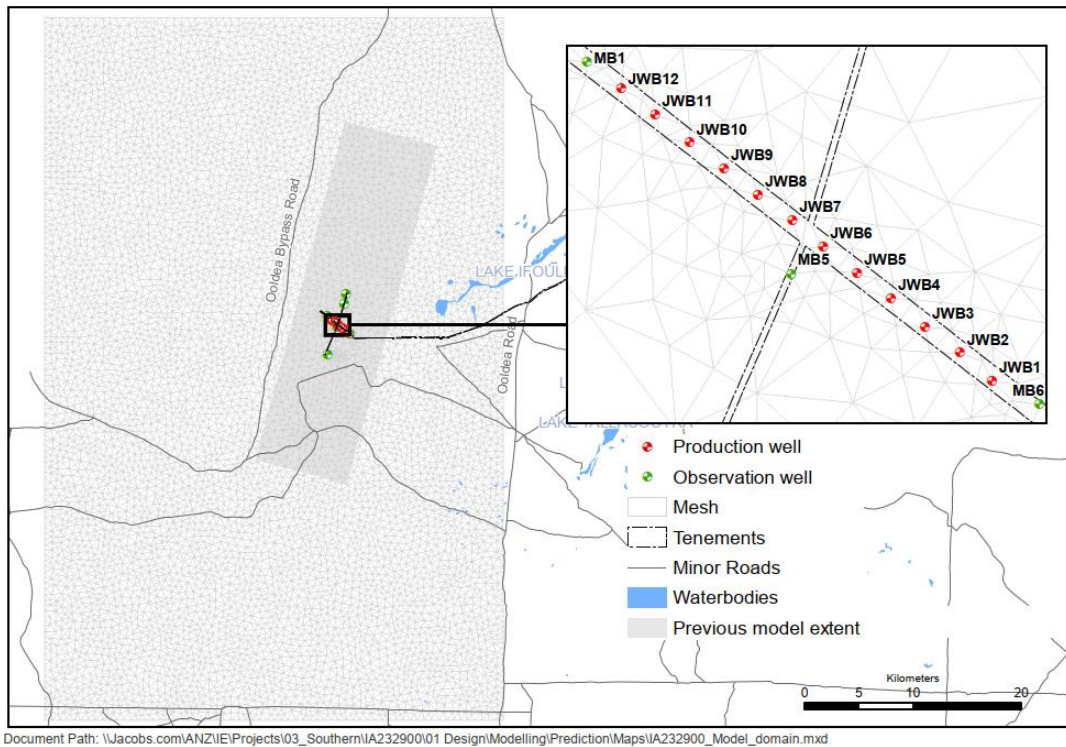 MB1
JWB12
JWB11
JWB10
JWB9
JWB8
JWB7
JWB6
MB5
JWB5
JWB4
JWB3
JWB2
JWB1
MB6
Ooldea Bypass Road
LAKE IFOUL
Ooldea Road
LAKE
Production well
Observation well
Mesh
Tenements
Minor Roads
Waterbodies
Previous model extent
Kilometers
0 5 10 20
Document Path: \\Jacobs.com\ANZ\IE\Projects\03_Southern\IA232900\01 Design\Modelling\Prediction\Maps\IA232900_Model_domain.mxd